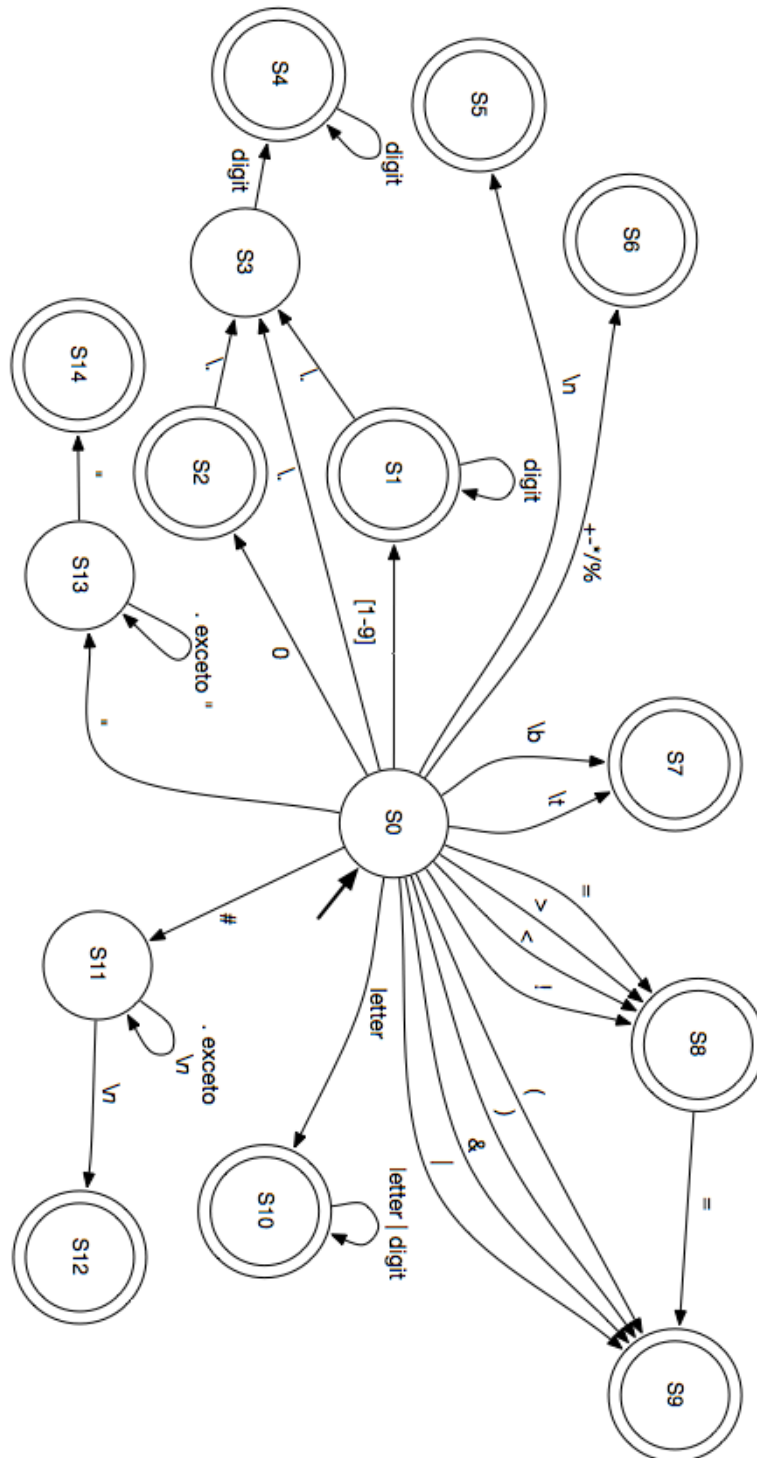 S4
digit
digit
S3
S5
S6
S14
\.
\.
\.
S2
S1
digit
\n
+-*/%
"
S13
. exceto "
"
0
[1-9]
S0
\b
\t
S7
=
>
<
!
S8
=
#
S11
. exceto
\n
\n
S12
letter
S10
letter | digit
(
)
&
|
S9